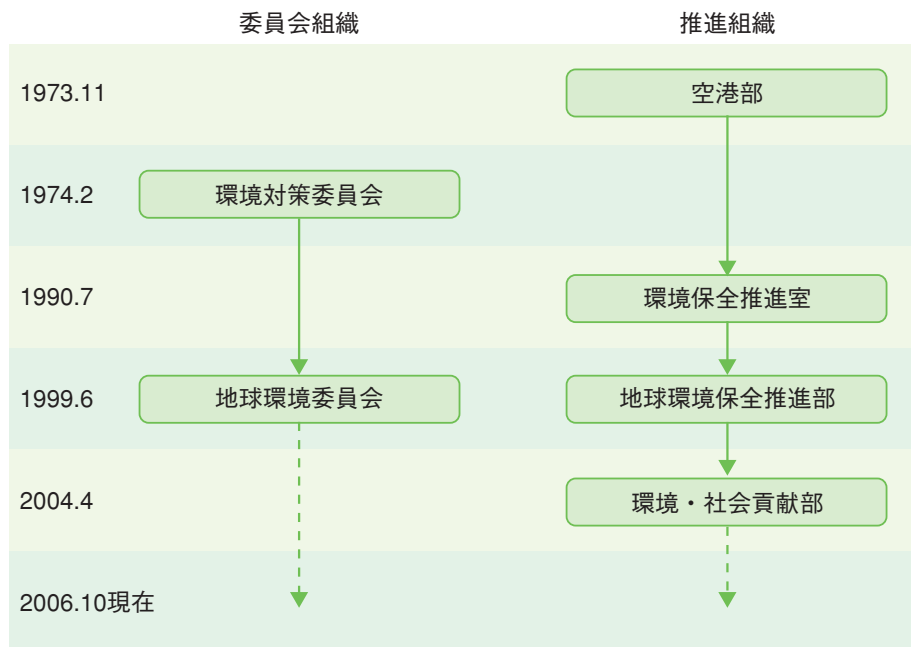 委員会組織 推進組織
1973.11 空港部
1974.2 環境対策委員会
1990.7 環境保全推進室
1999.6 地球環境委員会 地球環境保全推進部
2004.4 環境・社会貢献部
2006.10現在